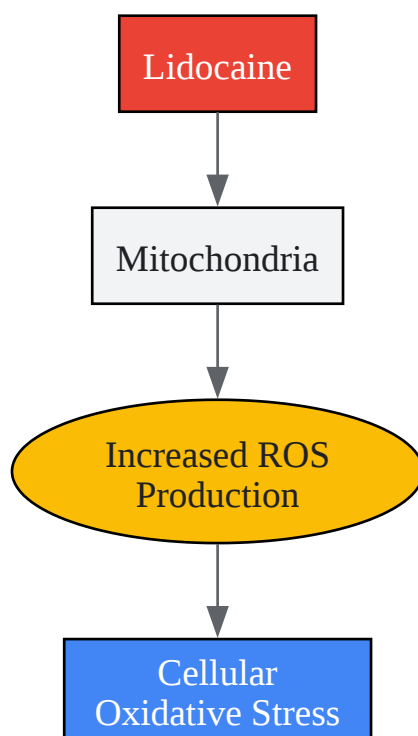 Lidocaine
Mitochondria
Increased ROS
Production
Cellular
Oxidative Stress